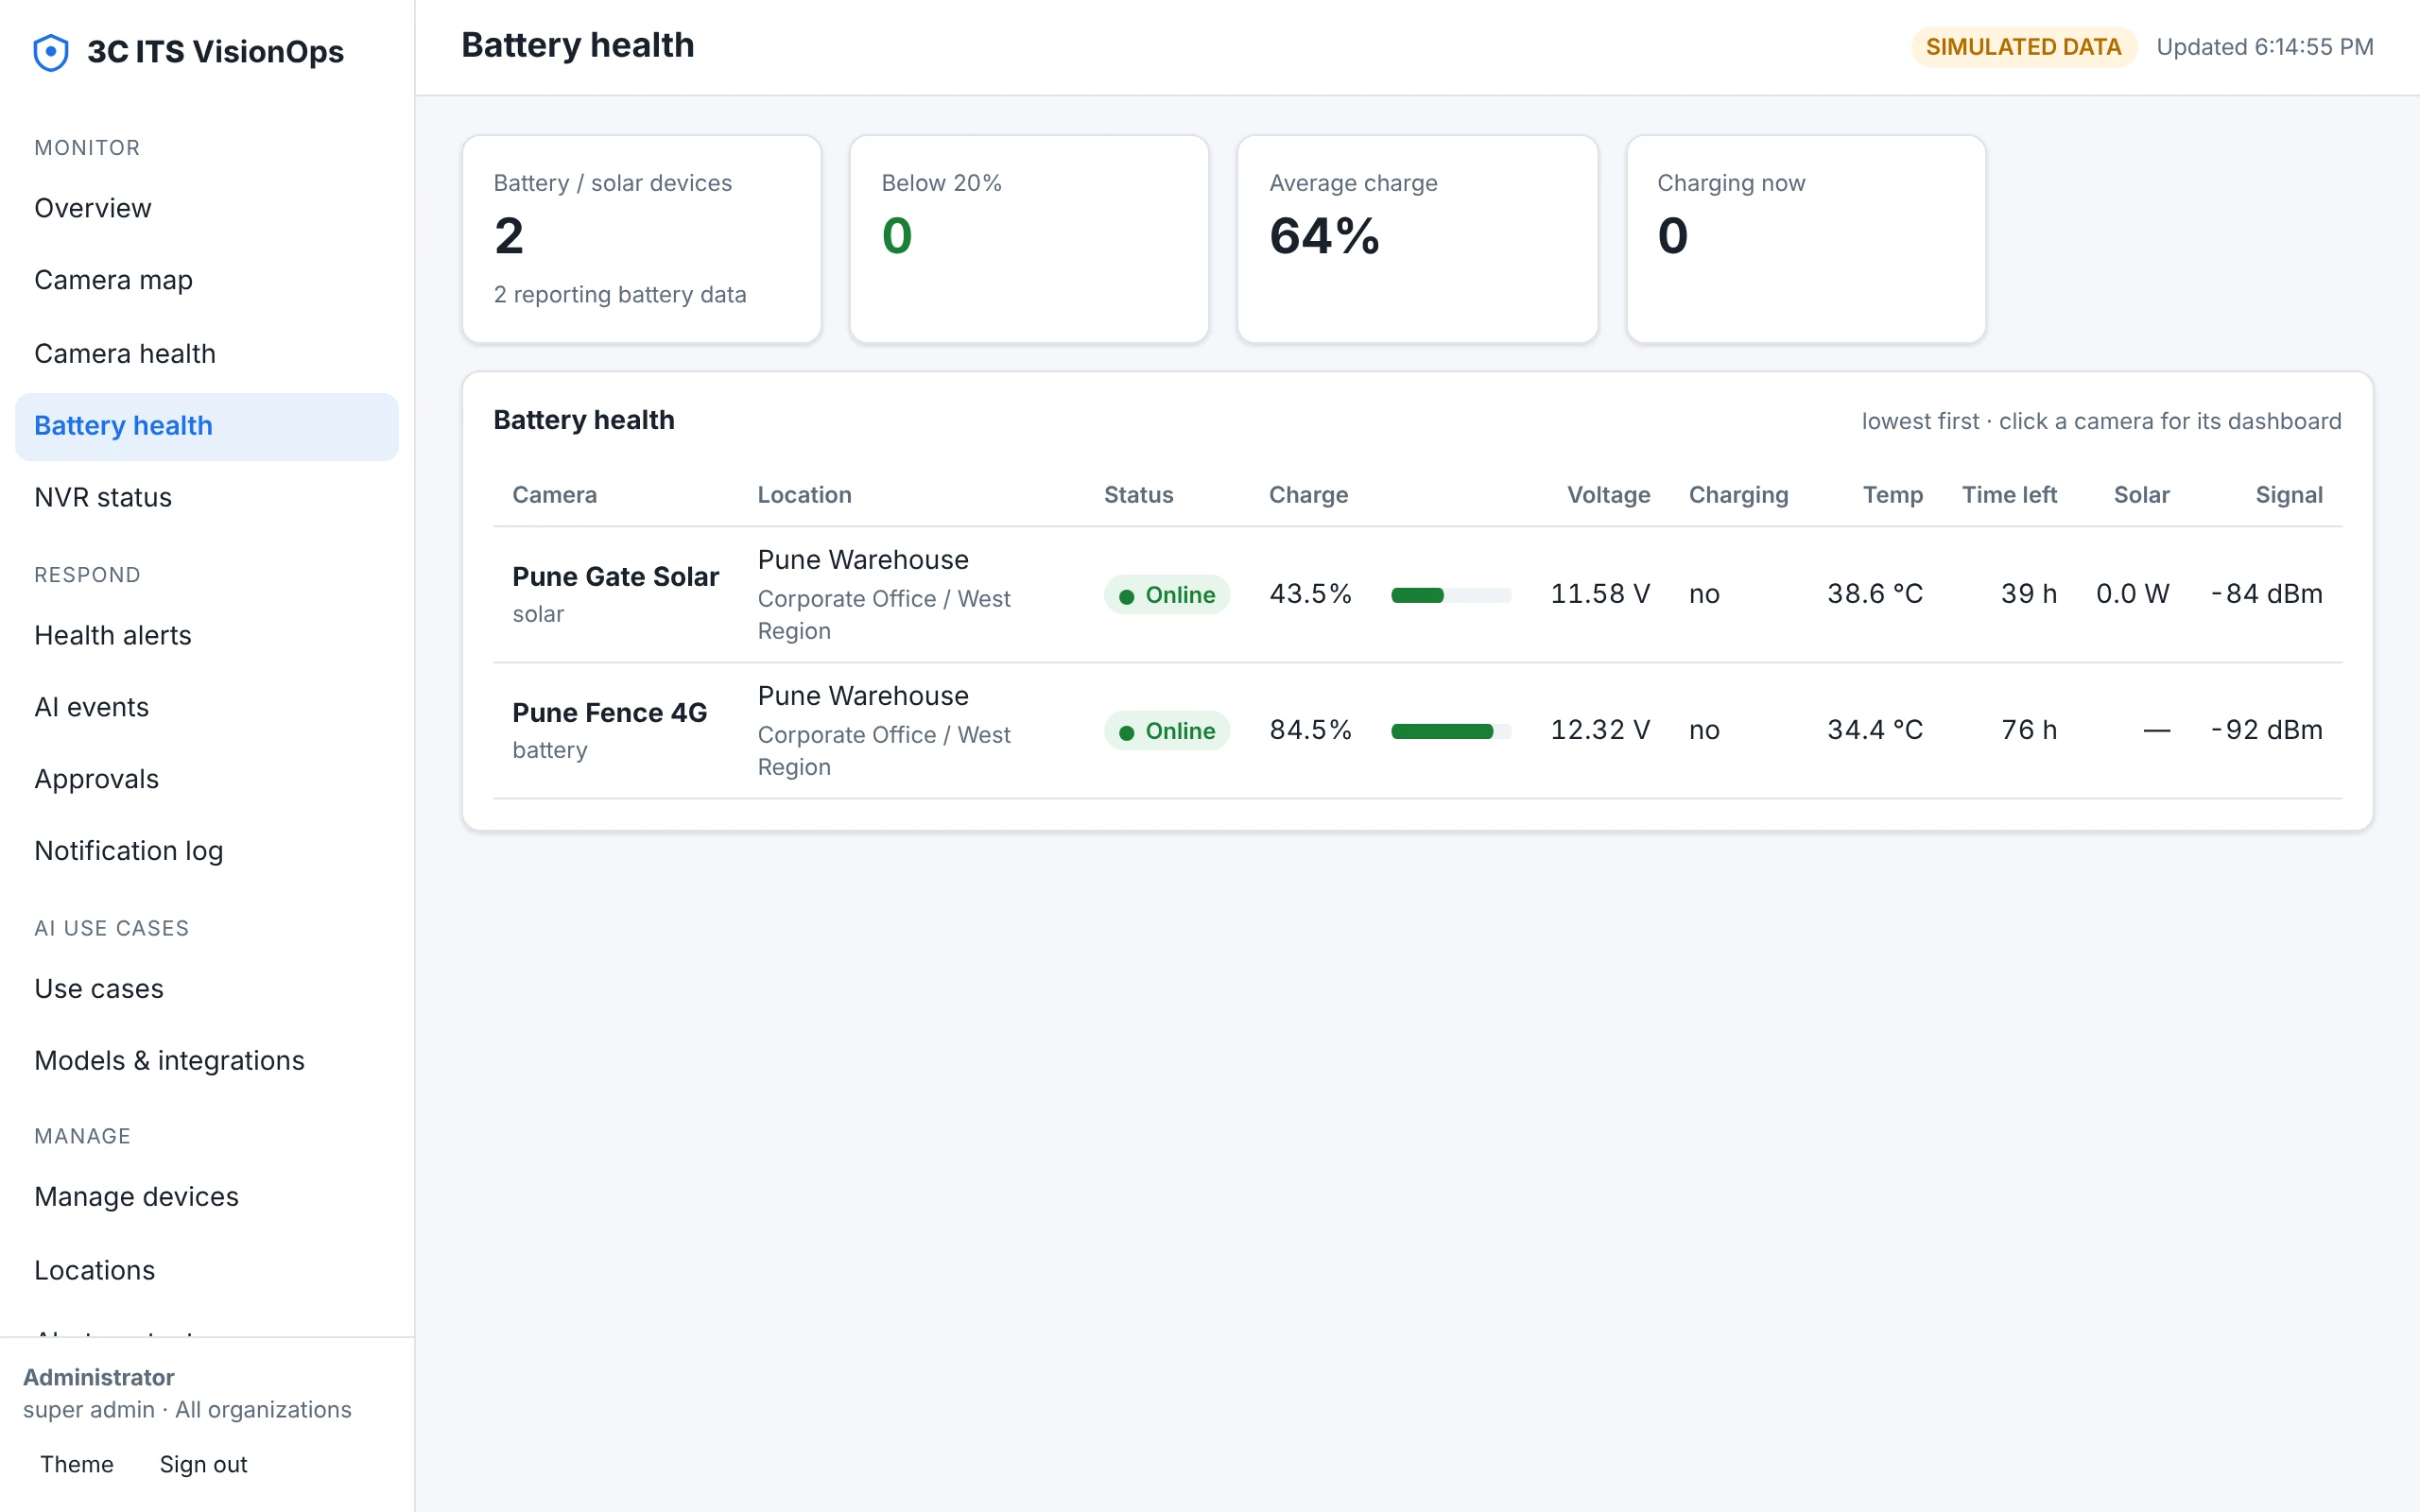 3C ITS VisionOps
MONITOR
Overview
Camera map
Camera health
Battery health
NVR status
RESPOND
Health alerts
AI events
Approvals
Notification log
AI USE CASES
Use cases
Models & integrations
MANAGE
Manage devices
Locations
Administrator
super admin · All organizations
Theme Sign out
Battery health
SIMULATED DATA Updated 6:14:55 PM
Battery / solar devices
2
2 reporting battery data
Below 20%
0
Average charge
64%
Charging now
0
Battery health
lowest first · click a camera for its dashboard
Camera Location Status Charge Voltage Charging Temp Time left Solar Signal
Pune Gate Solar
solar
Pune Warehouse
Corporate Office / West
Region
Online 43.5% 11.58 V no 38.6 °C 39 h 0.0 W -84 dBm
Pune Fence 4G
battery
Pune Warehouse
Corporate Office / West
Region
Online 84.5% 12.32 V no 34.4 °C 76 h — -92 dBm